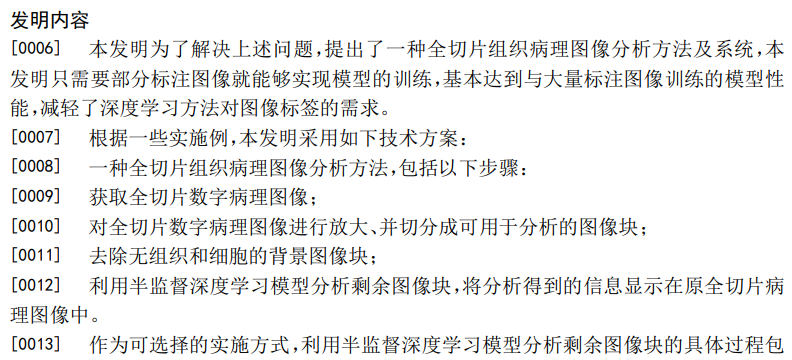 发明内容
[0006] 本发明为了解决上述问题,提出了一种全切片组织病理图像分析方法及系统,本
发明只需要部分标注图像就能够实现模型的训练,基本达到与大量标注图像训练的模型性
能,减轻了深度学习方法对图像标签的需求。
[0007] 根据一些实施例,本发明采用如下技术方案:
[0008] 一种全切片组织病理图像分析方法,包括以下步骤:
[0009] 获取全切片数字病理图像;
[0010] 对全切片数字病理图像进行放大、并切分成可用于分析的图像块;
[0011] 去除无组织和细胞的背景图像块;
[0012] 利用半监督深度学习模型分析剩余图像块,将分析得到的信息显示在原全切片病
理图像中。
[0013] 作为可选择的实施方式,利用半监督深度学习模型分析剩余图像块的具体过程包